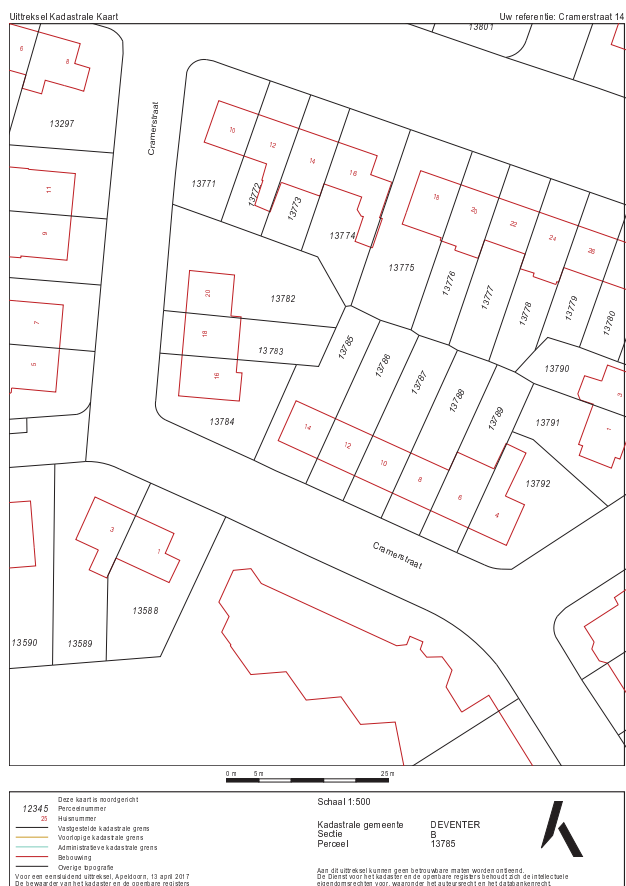 Uittreksel Kadastrale Kaart
Uw referentie: Cramerstraat 14
13801
6
8
13297
Cramerstraat
10
12
14
16
13771
13772
13773
13774
18
20
22
24
26
13775
13776
13777
13778
13779
13780
11
9
7
5
20
18
16
13782
13783
13784
13785
13786
13787
13788
13789
13790
3
13791
1
13792
14
12
10
8
6
4
Cramerstraat
3
1
13588
13589
13590
0 m 5 m 25 m
Deze kaart is noordgericht
12345 Perceelnummer
25 Huisnummer
Vastgestelde kadastrale grens
Voorlopige kadastrale grens
Administratieve kadastrale grens
Bebouwing
Overige topografie
Voor een eensluidend uittreksel, Apeldoorn, 13 april 2017
De bewaarder van het kadaster en de openbare registers
Schaal 1:500
Kadastrale gemeente DEVENTER
Sectie B
Perceel 13785
Aan dit uittreksel kunnen geen betrouwbare maten worden ontleend.
De Dienst voor het kadaster en de openbare registers behoudt zich de intellectuele
eigendomsrechten voor, waaronder het auteursrecht en het databankenrecht.